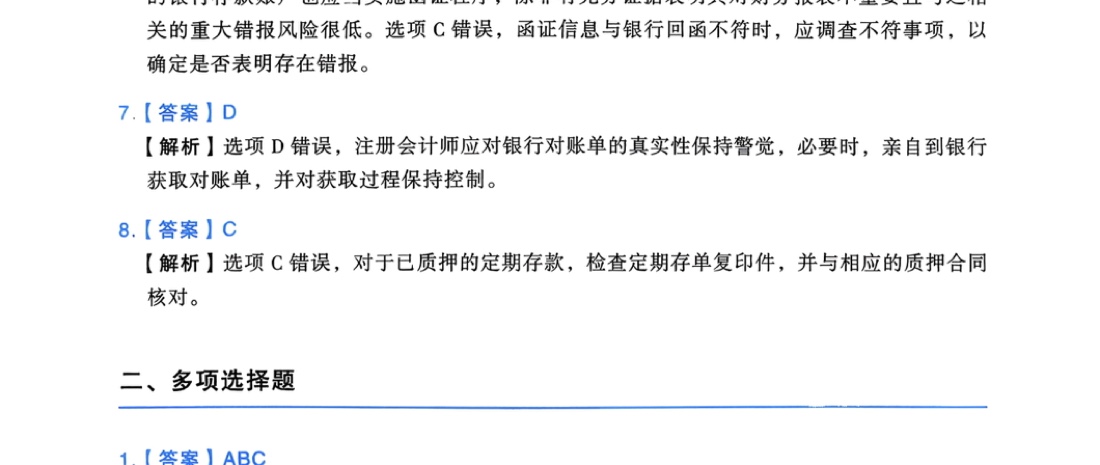 关的重大错报风险很低。选项 C 错误，函证信息与银行回函不符时，应调查不符事项，以
确定是否表明存在错报。
7.【答案】D
【解析】选项 D 错误，注册会计师应对银行对账单的真实性保持警觉，必要时，亲自到银行
获取对账单，并对获取过程保持控制。
8.【答案】C
【解析】选项 C 错误，对于已质押的定期存款，检查定期存单复印件，并与相应的质押合同
核对。
二、多项选择题
1.【答案】ABC